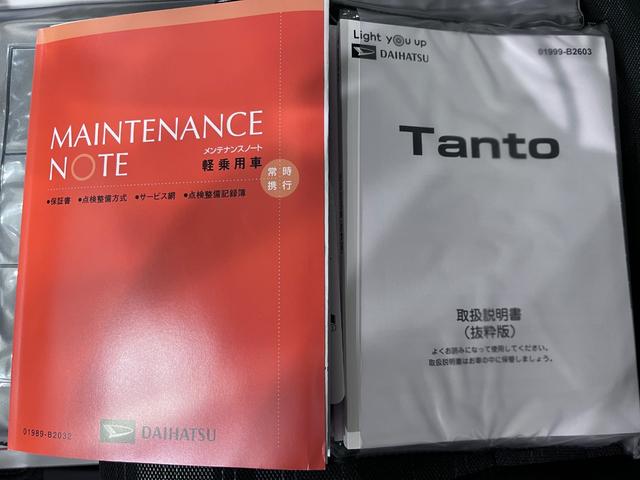 MAINTENANCE
NOTE
メンテナンスノート
軽乗用車
常時
携行
●保証書 ●点検整備方式 ●サービス網 ●点検整備記録簿
01989-B2032
DAIHATSU
Light you up
DAIHATSU
01999-B2603
Tanto
取扱説明書
(抜粋版)
よくお読みになって使用してください。
取扱説明書はお車の中に保管しましょう。